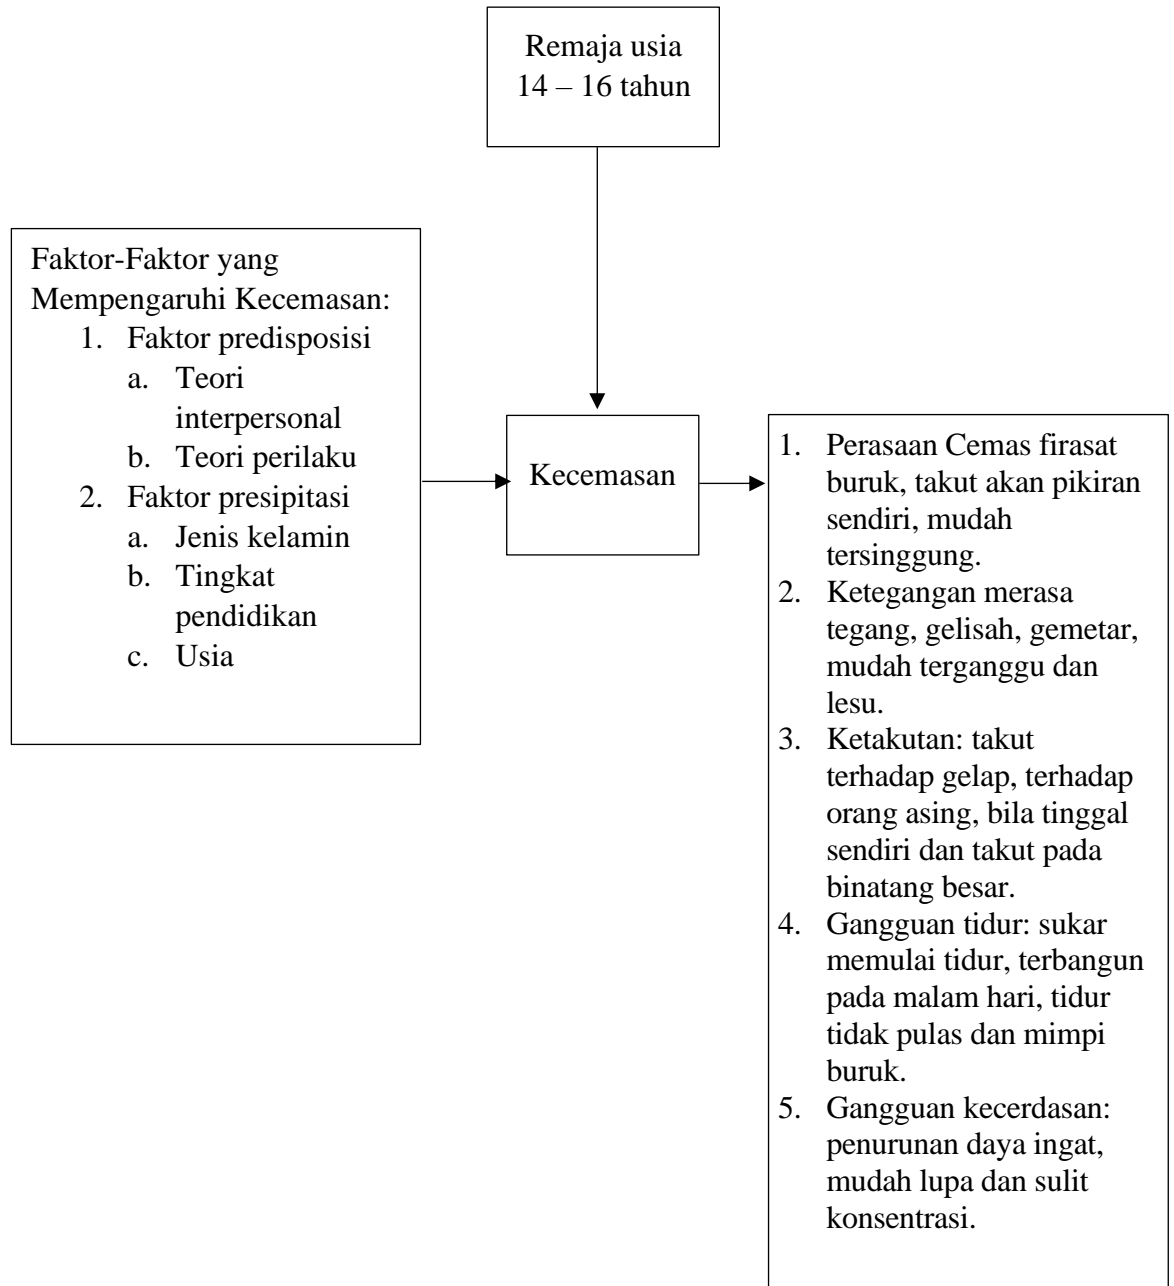 Remaja usia
14 – 16 tahun
Faktor-Faktor yang
Mempengaruhi Kecemasan:
1. Faktor predisposisi
a. Teori
interpersonal
b. Teori perilaku
2. Faktor presipitasi
a. Jenis kelamin
b. Tingkat
pendidikan
c. Usia
Kecemasan
1. Perasaan Cemas firasat
buruk, takut akan pikiran
sendiri, mudah
tersinggung.
2. Ketegangan merasa
tegang, gelisah, gemetar,
mudah terganggu dan
lesu.
3. Ketakutan: takut
terhadap gelap, terhadap
orang asing, bila tinggal
sendiri dan takut pada
binatang besar.
4. Gangguan tidur: sukar
memulai tidur, terbangun
pada malam hari, tidur
tidak pulas dan mimpi
buruk.
5. Gangguan kecerdasan:
penurunan daya ingat,
mudah lupa dan sulit
konsentrasi.